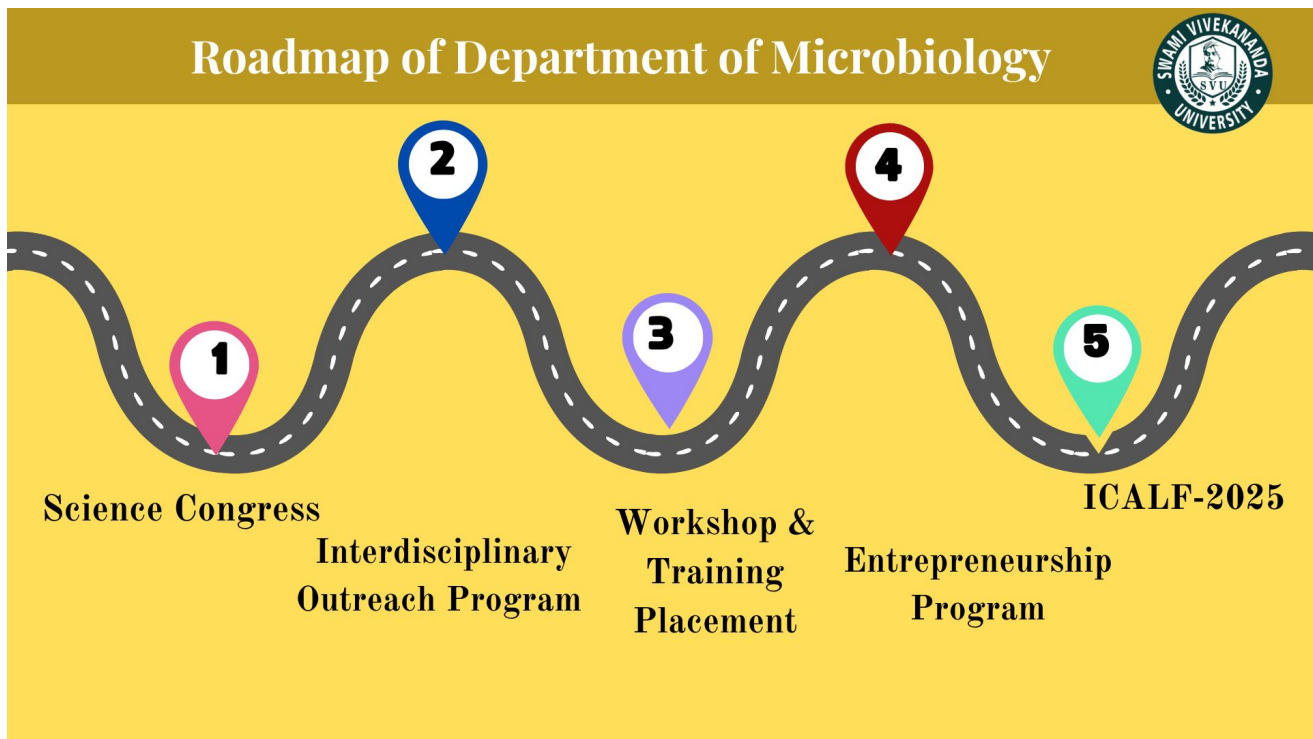 Roadmap of Department of Microbiology
SWAMI VIVEKANANDA
UNIVERSITY
SVU
1
2
3
4
5
Science Congress
Interdisciplinary
Outreach Program
Workshop &
Training
Placement
Entrepreneurship
Program
ICALF-2025